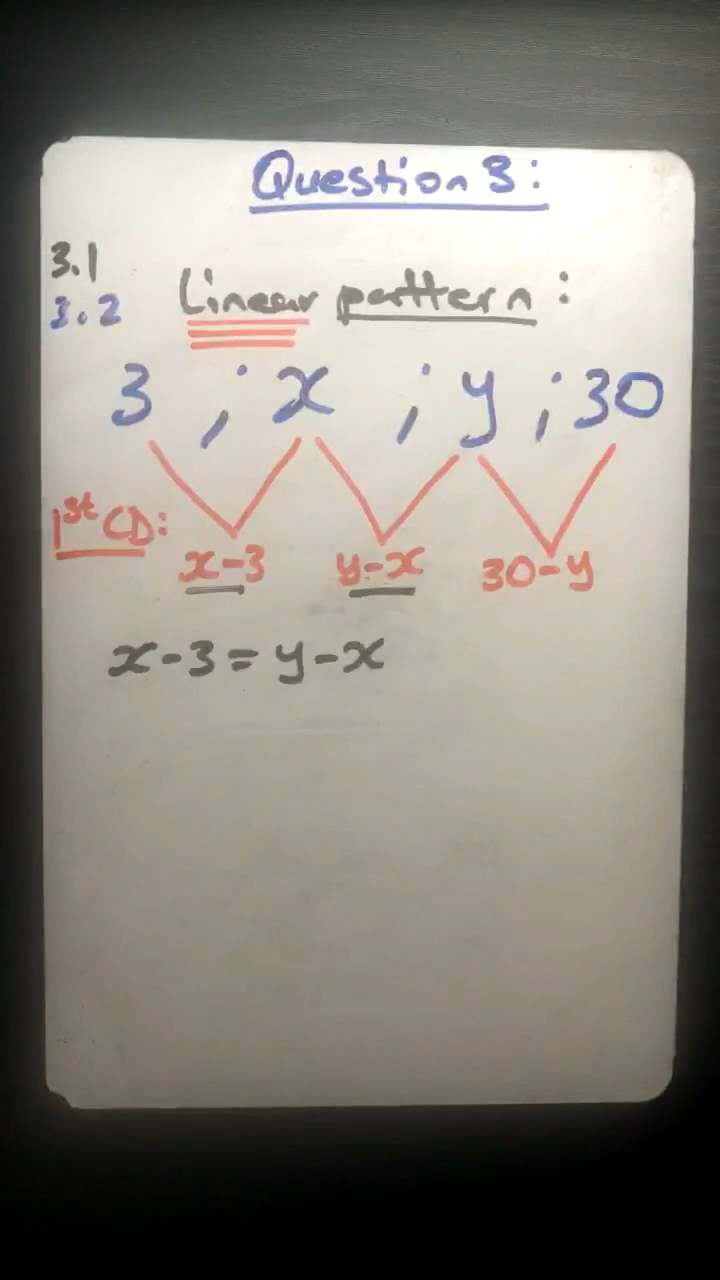 Question 3:
3.1
3.2 Linear pattern:
3 ; x ; y ; 30
1st CD:
x-3 y-x 30-y
x-3=y-x